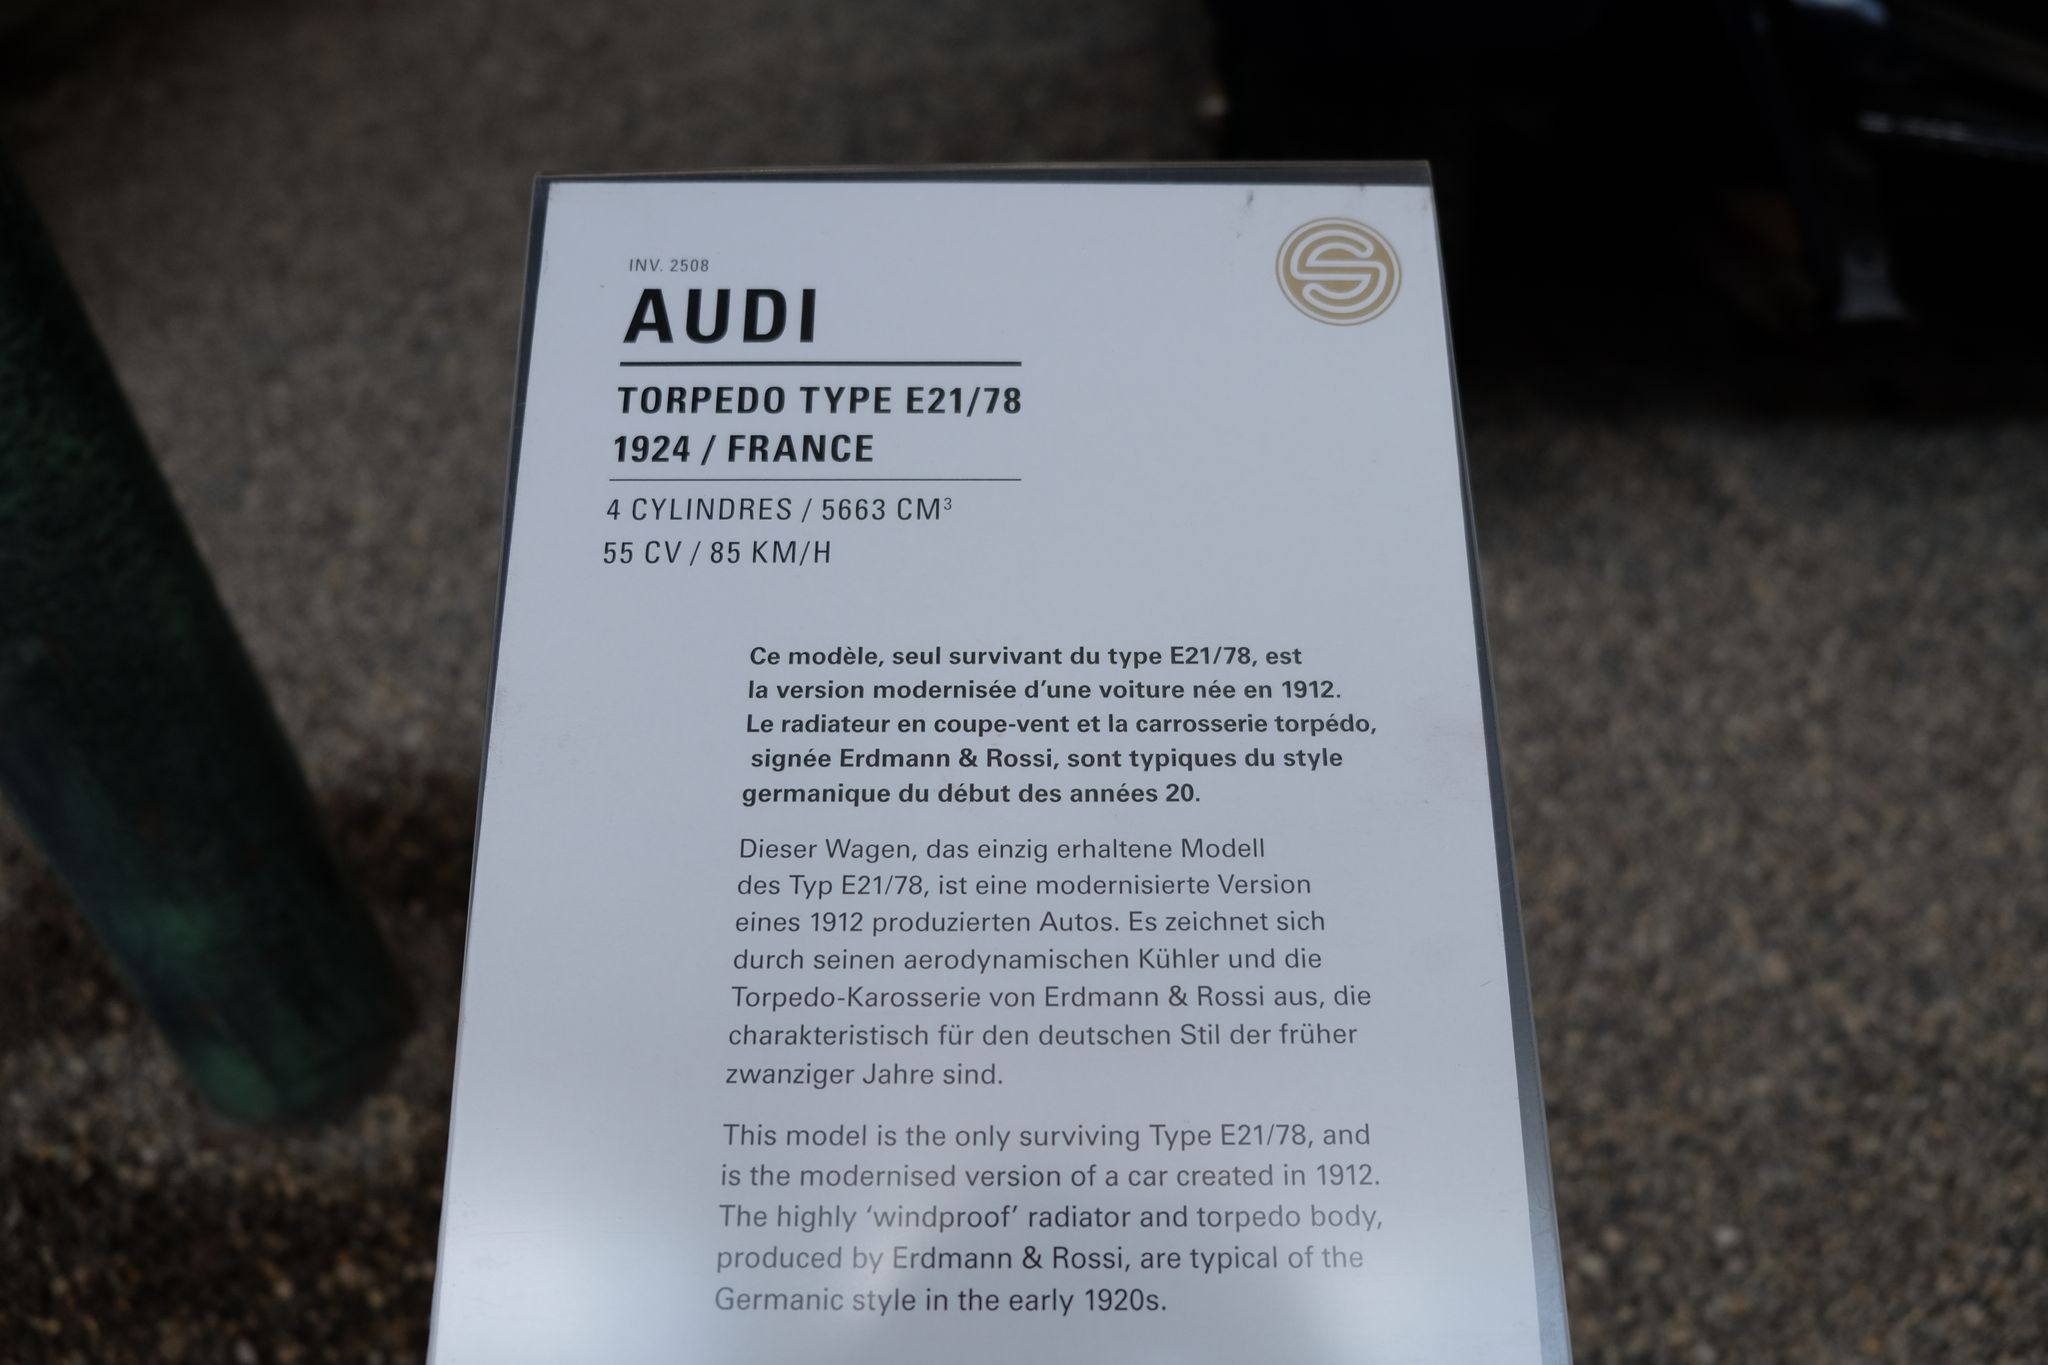 INV. 2508
AUDI
TORPEDO TYPE E21/78
1924 / FRANCE
4 CYLINDRES / 5663 CM³
55 CV / 85 KM/H
Ce modèle, seul survivant du type E21/78, est
la version modernisée d'une voiture née en 1912.
Le radiateur en coupe-vent et la carrosserie torpédo,
signée Erdmann & Rossi, sont typiques du style
germanique du début des années 20.
Dieser Wagen, das einzig erhaltene Modell
des Typ E21/78, ist eine modernisierte Version
eines 1912 produzierten Autos. Es zeichnet sich
durch seinen aerodynamischen Kühler und die
Torpedo-Karosserie von Erdmann & Rossi aus, die
charakteristisch für den deutschen Stil der früher
zwanziger Jahre sind.
This model is the only surviving Type E21/78, and
is the modernised version of a car created in 1912.
The highly 'windproof' radiator and torpedo body,
produced by Erdmann & Rossi, are typical of the
Germanic style in the early 1920s.